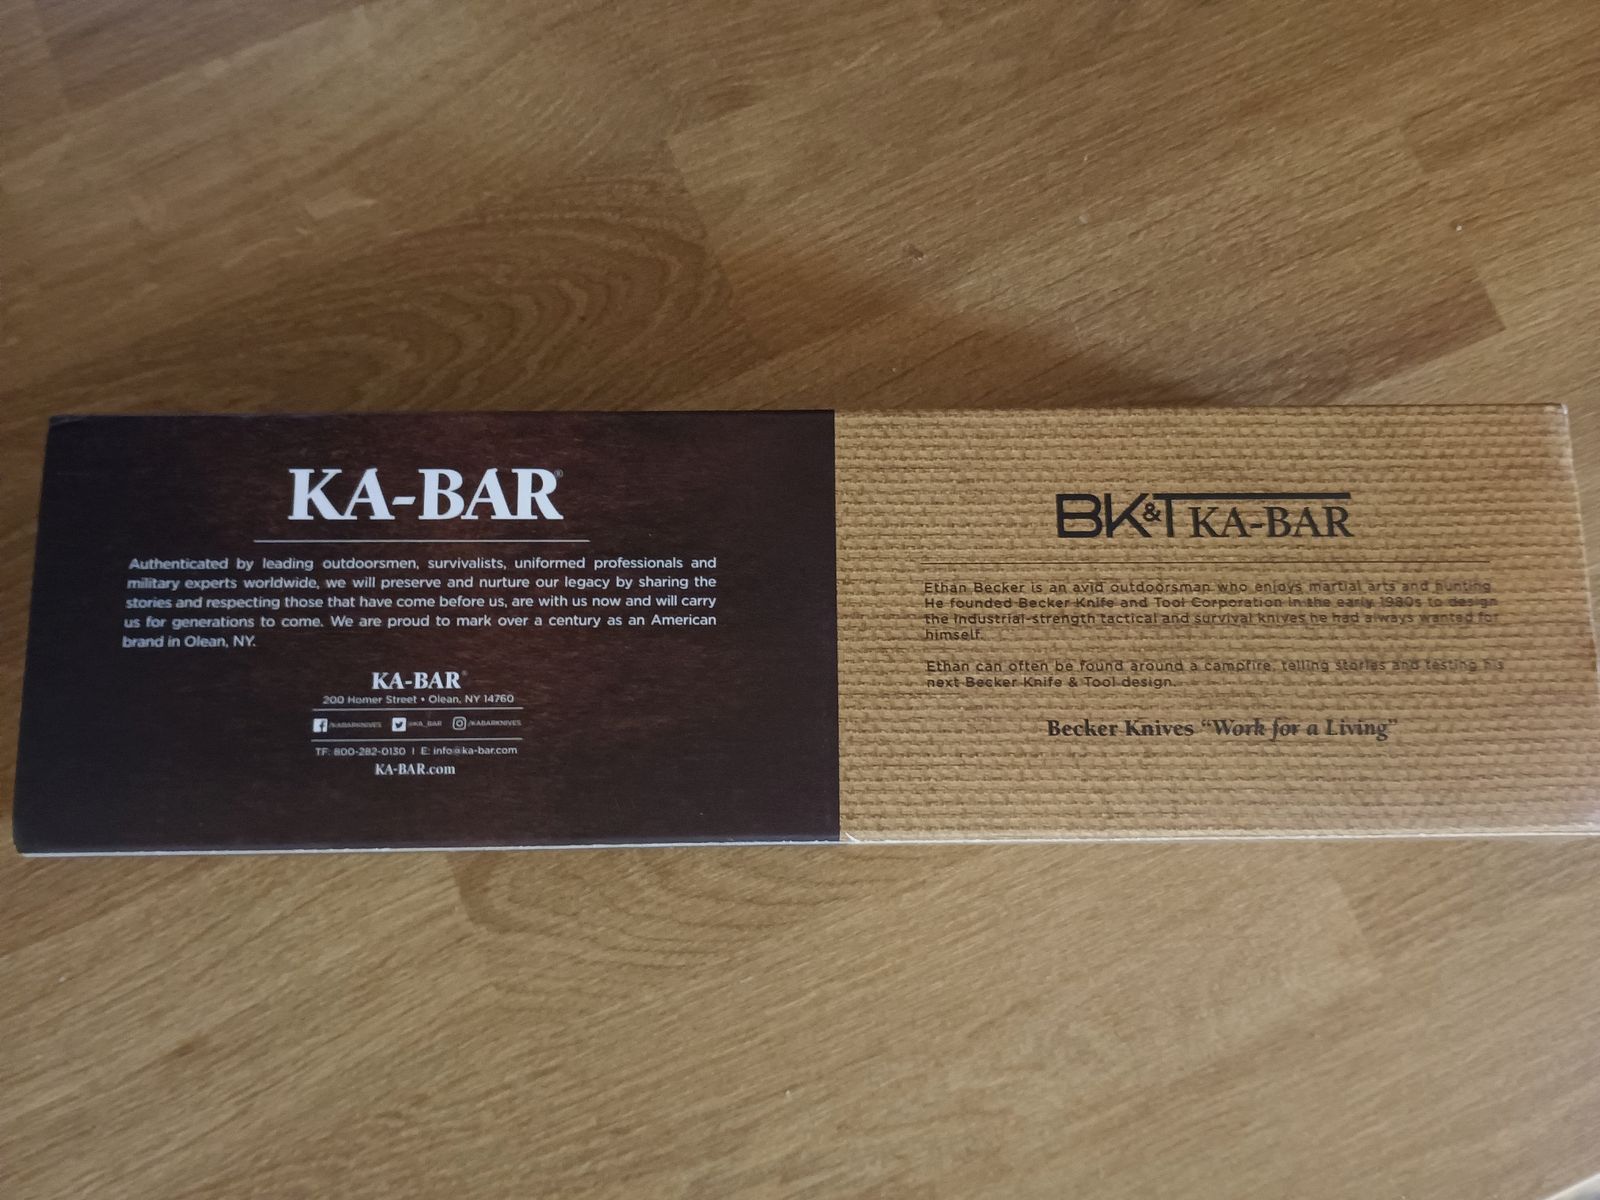 KA-BAR®
Authenticated by leading outdoorsmen, survivalists, uniformed professionals and
military experts worldwide, we will preserve and nurture our legacy by sharing the
stories and respecting those that have come before us, are with us now and will carry
us for generations to come. We are proud to mark over a century as an American
brand in Olean, NY.
KA-BAR®
200 Homer Street • Olean, NY 14760
/KABARKNIVES @KA_BAR /KABARKNIVES
TF: 800-282-0130 | E: info@ka-bar.com
KA-BAR.com
BK&T KA-BAR
Ethan Becker is an avid outdoorsman who enjoys martial arts and hunting.
He founded Becker Knife and Tool Corporation in the early 1980s to design
the industrial-strength tactical and survival knives he had always wanted for
himself.
Ethan can often be found around a campfire, telling stories and testing his
next Becker Knife & Tool design.
Becker Knives “Work for a Living”